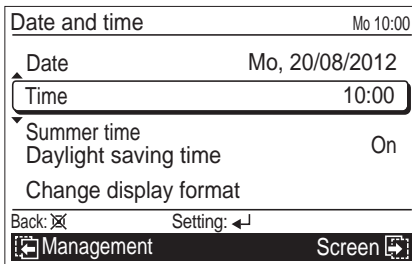 Date and time Mo 10:00
Date Mo, 20/08/2012
Time 10:00
Summer time
Daylight saving time On
Change display format
Back: Setting:
Management Screen